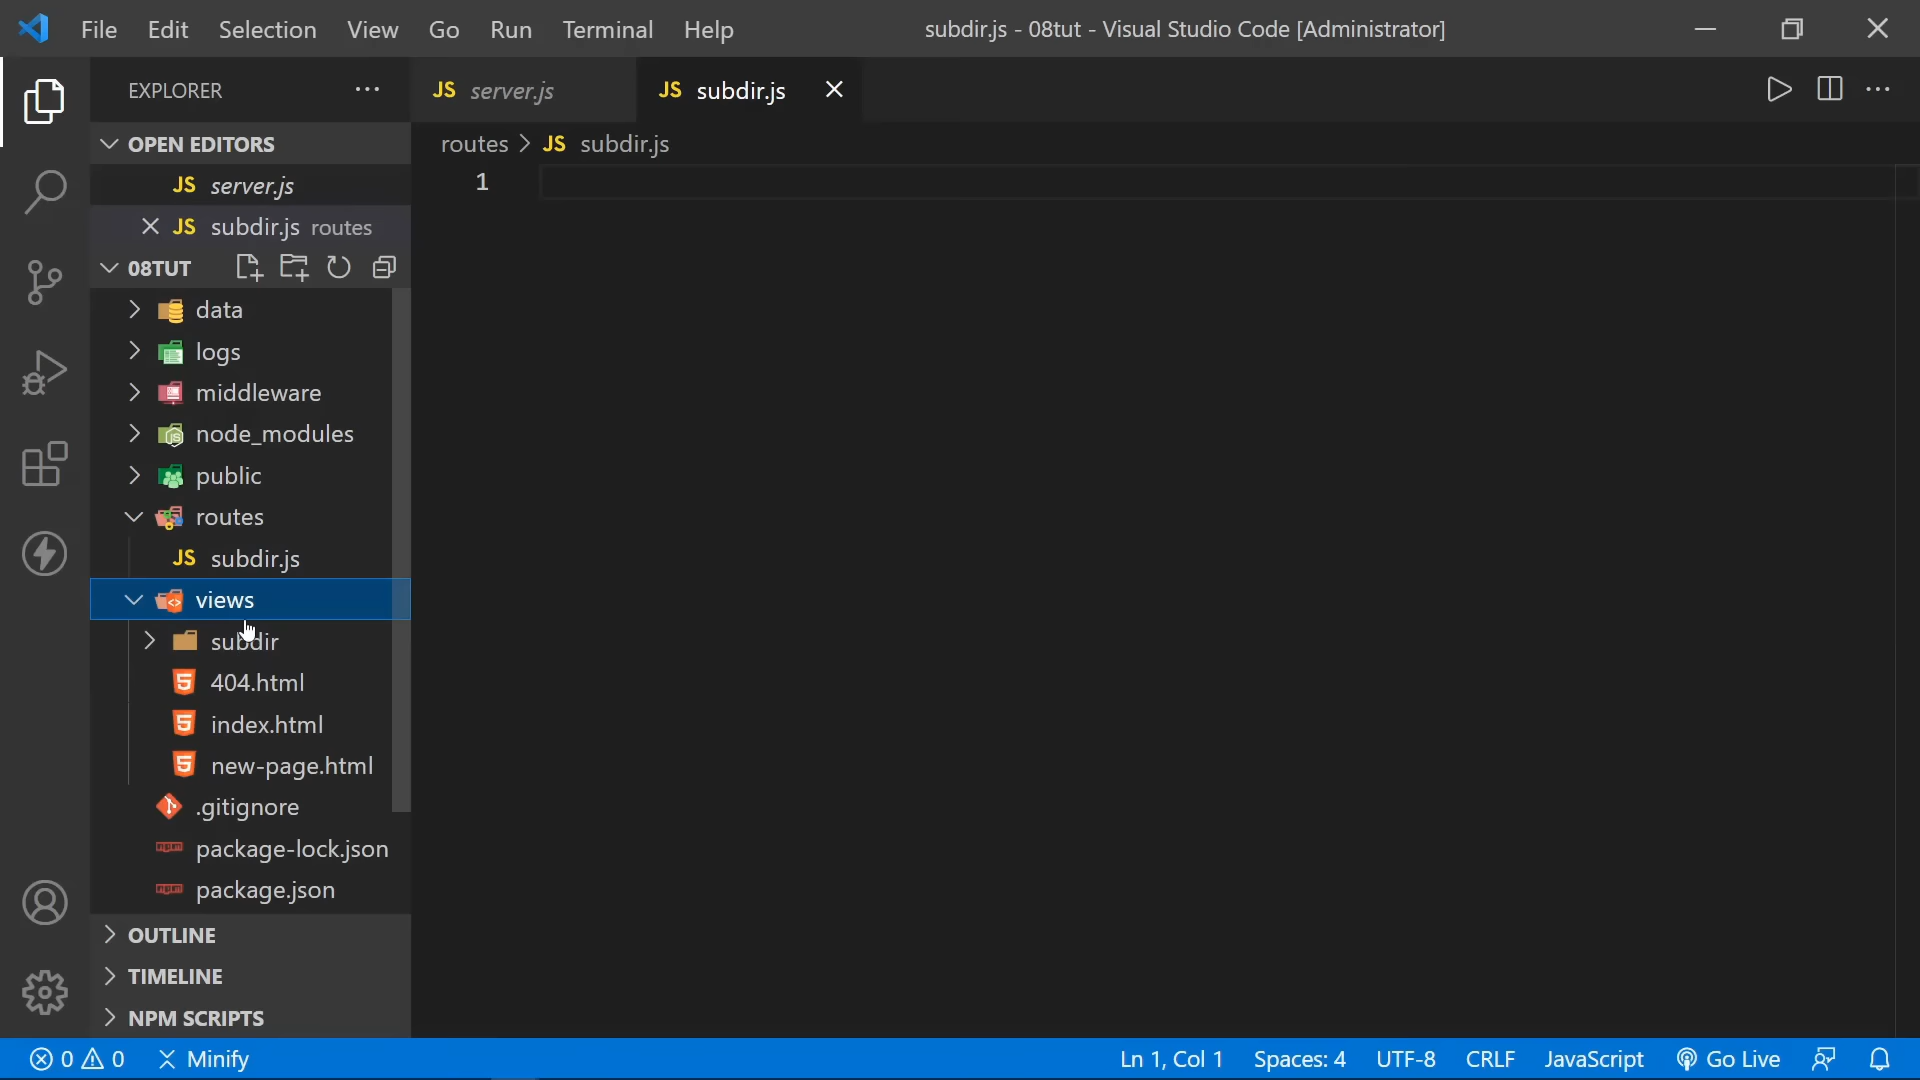 File Edit Selection View Go Run Terminal Help
subdir.js - 08tut - Visual Studio Code [Administrator]
EXPLORER
JS server.js
JS subdir.js
OPEN EDITORS
JS server.js
JS subdir.js routes
routes > JS subdir.js
1
08TUT
data
logs
middleware
node_modules
public
routes
JS subdir.js
views
subdir
404.html
index.html
new-page.html
.gitignore
package-lock.json
package.json
OUTLINE
TIMELINE
NPM SCRIPTS
0 0 Minify
Ln 1, Col 1 Spaces: 4 UTF-8 CRLF JavaScript Go Live